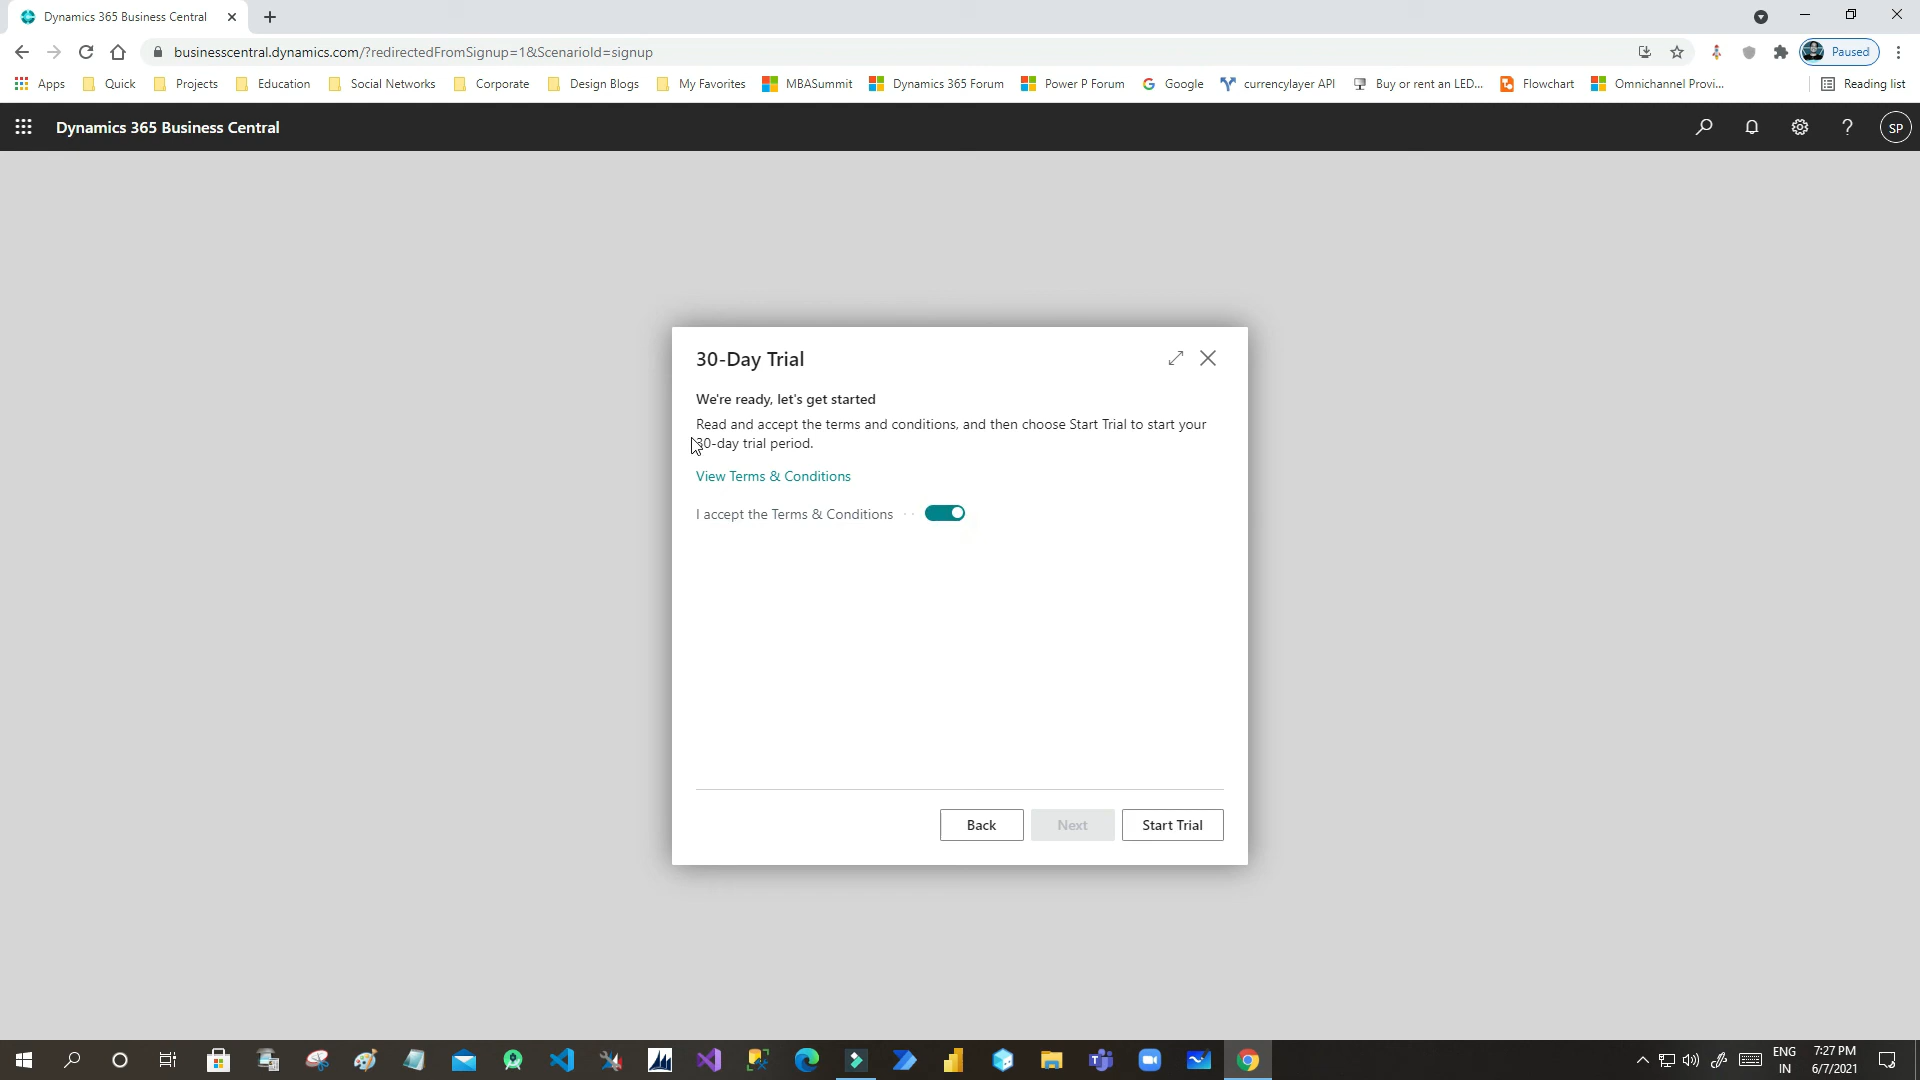 Dynamics 365 Business Central
businesscentral.dynamics.com/?redirectedFromSignup=1&ScenarioId=signup
Paused
Apps Quick Projects Education Social Networks Corporate Design Blogs My Favorites MBASummit Dynamics 365 Forum Power P Forum Google currencylayer API Buy or rent an LED... Flowchart Omnichannel Provi... Reading list
Dynamics 365 Business Central
SP
30-Day Trial
We're ready, let's get started
Read and accept the terms and conditions, and then choose Start Trial to start your
30-day trial period.
View Terms & Conditions
I accept the Terms & Conditions
Back Next Start Trial
ENG 7:27 PM
IN 6/7/2021